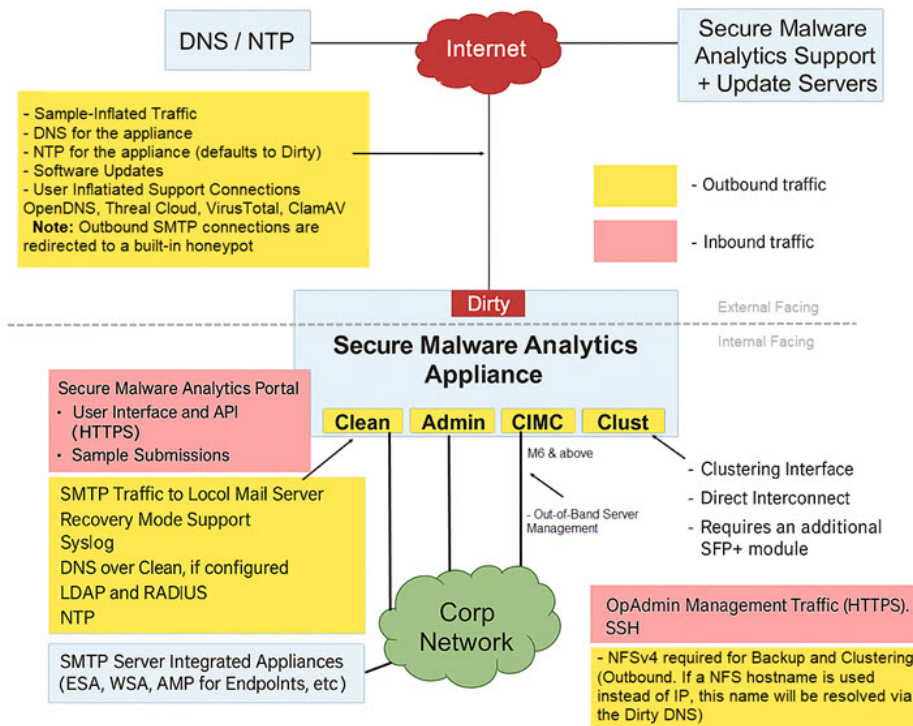 DNS / NTP
Internet
Secure Malware
Analytics Support
+ Update Servers
- Sample-Inflated Traffic
- DNS for the appliance
- NTP for the appliance (defaults to Dirty)
- Software Updates
- User Inflatiated Support Connections
OpenDNS, Threal Cloud, VirusTotal, ClamAV
Note: Outbound SMTP connections are
redirected to a built-in honeypot
- Outbound traffic
- Inbound traffic
Dirty
External Facing
Internal Facing
Secure Malware Analytics
Appliance
Clean
Admin
CIMC
Clust
Secure Malware Analytics Portal
• User Interface and API
(HTTPS)
• Sample Submissions
M6 & above
- Out-of-Band Server
Management
- Clustering Interface
- Direct Interconnect
- Requires an additional
SFP+ module
SMTP Traffic to Locol Mail Server
Recovery Mode Support
Syslog
DNS over Clean, if configured
LDAP and RADIUS
NTP
Corp
Network
SMTP Server Integrated Appliances
(ESA, WSA, AMP for Endpolnts, etc)
OpAdmin Management Traffic (HTTPS).
SSH
- NFSv4 required for Backup and Clustering
(Outbound. If a NFS hostname is used
instead of IP, this name will be resolved via
the Dirty DNS)